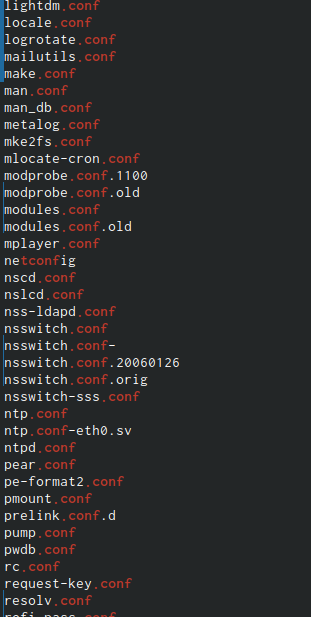 lightdm.conf
locale.conf
logrotate.conf
mailutils.conf
make.conf
man.conf
man_db.conf
metalog.conf
mke2fs.conf
mlocate-cron.conf
modprobe.conf.1100
modprobe.conf.old
modules.conf
modules.conf.old
mplayer.conf
netconfig
nscd.conf
nslcd.conf
nss-ldapd.conf
nsswitch.conf
nsswitch.conf-
nsswitch.conf.20060126
nsswitch.conf.orig
nsswitch-sss.conf
ntp.conf
ntp.conf-eth0.sv
ntpd.conf
pear.conf
pe-format2.conf
pmount.conf
prelink.conf.d
pump.conf
pwdb.conf
rc.conf
request-key.conf
resolv.conf